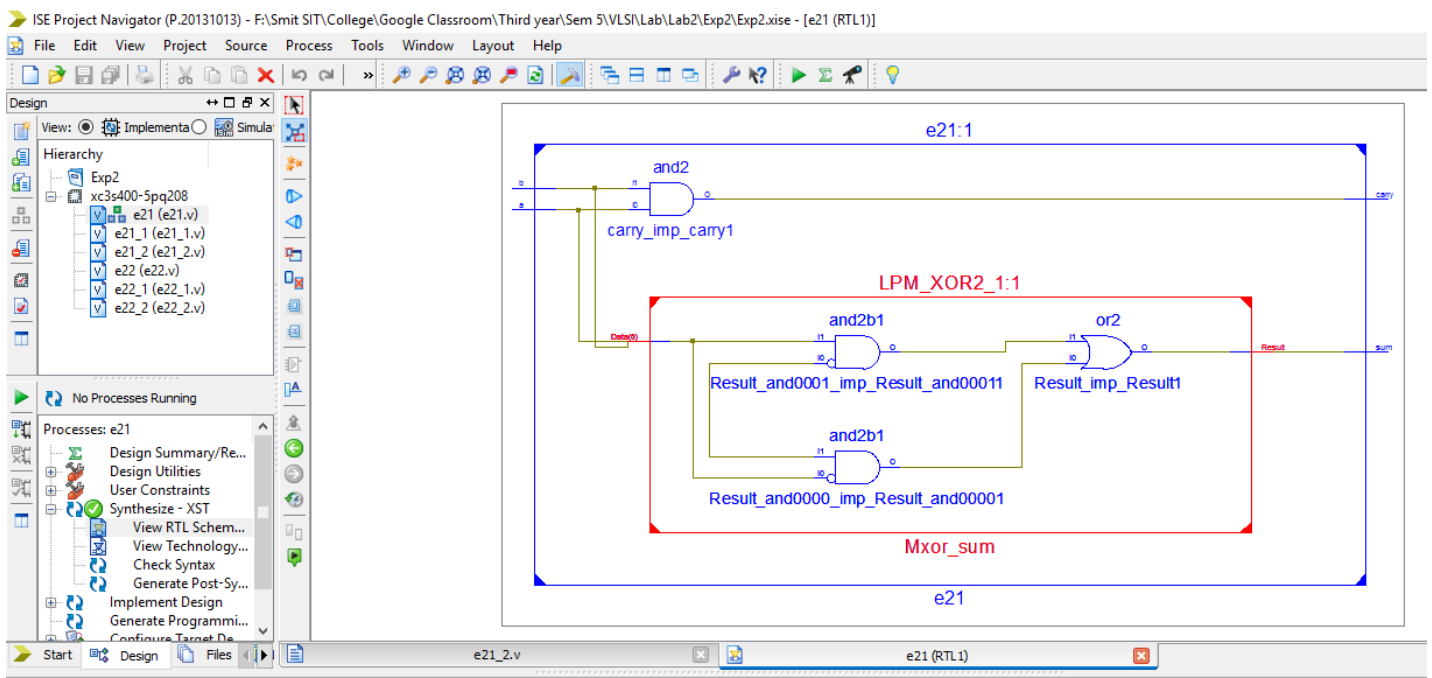 ISE Project Navigator (P.20131013) - F:\Smit SIT\College\Google Classroom\Third year\Sem 5\VLSI\Lab\Lab2\Exp2\Exp2.xise - [e21 (RTL1)]
File Edit View Project Source Process Tools Window Layout Help
Design
View: Implementa Simula
Hierarchy
Exp2
xc3s400-5pq208
e21 (e21.v)
e21_1 (e21_1.v)
e21_2 (e21_2.v)
e22 (e22.v)
e22_1 (e22_1.v)
e22_2 (e22_2.v)
No Processes Running
Processes: e21
Design Summary/Re...
Design Utilities
User Constraints
Synthesize - XST
View RTL Schem...
View Technology...
Check Syntax
Generate Post-Sy...
Implement Design
Generate Programmi...
Configure Target De
Start Design Files
e21:1
and2
b I1
O carry
a I0
carry_imp_carry1
LPM_XOR2_1:1
and2b1 or2
Data(0) I1 O I1 O Result sum
I0 I0
Result_and0001_imp_Result_and00011 Result_imp_Result1
and2b1
I1 O
I0
Result_and0000_imp_Result_and00001
Mxor_sum
e21
e21_2.v e21 (RTL1)